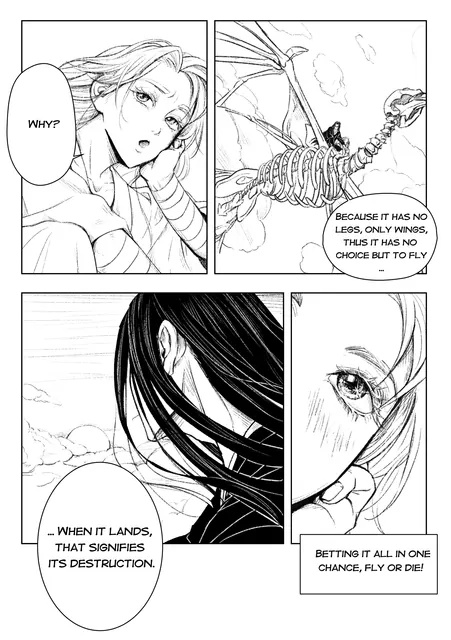 WHY?
BECAUSE IT HAS NO
LEGS, ONLY WINGS,
THUS IT HAS NO
CHOICE BUT TO FLY
...
... WHEN IT LANDS,
THAT SIGNIFIES
ITS DESTRUCTION.
BETTING IT ALL IN ONE
CHANCE, FLY OR DIE!